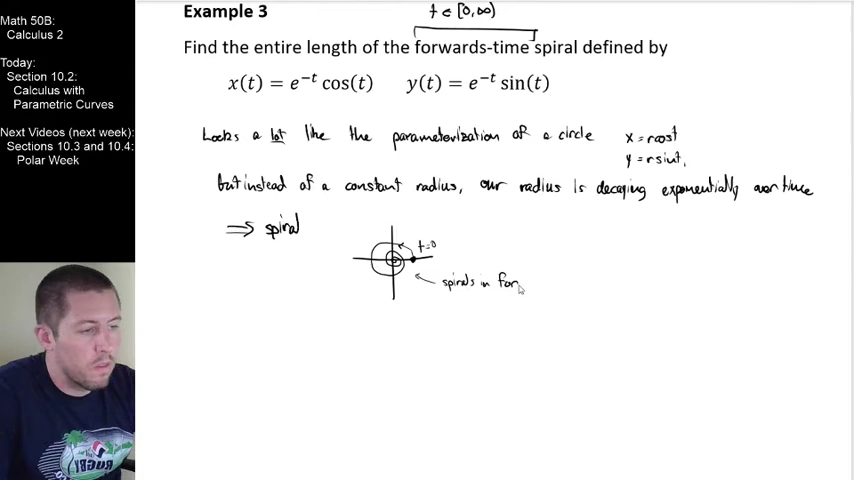 Math 50B:
Calculus 2
Today:
Section 10.2:
Calculus with
Parametric Curves
Next Videos (next week):
Sections 10.3 and 10.4:
Polar Week
Example 3
t ∈ [0,∞)
Find the entire length of the forwards-time spiral defined by
x(t) = e^{-t} cos(t) y(t) = e^{-t} sin(t)
Looks a lot like the parameterization of a circle x = rcost
y = rsint,
but instead of a constant radius, our radius is decaying exponentially over time
⇒ spiral
t=0
spirals in for
RUGBY